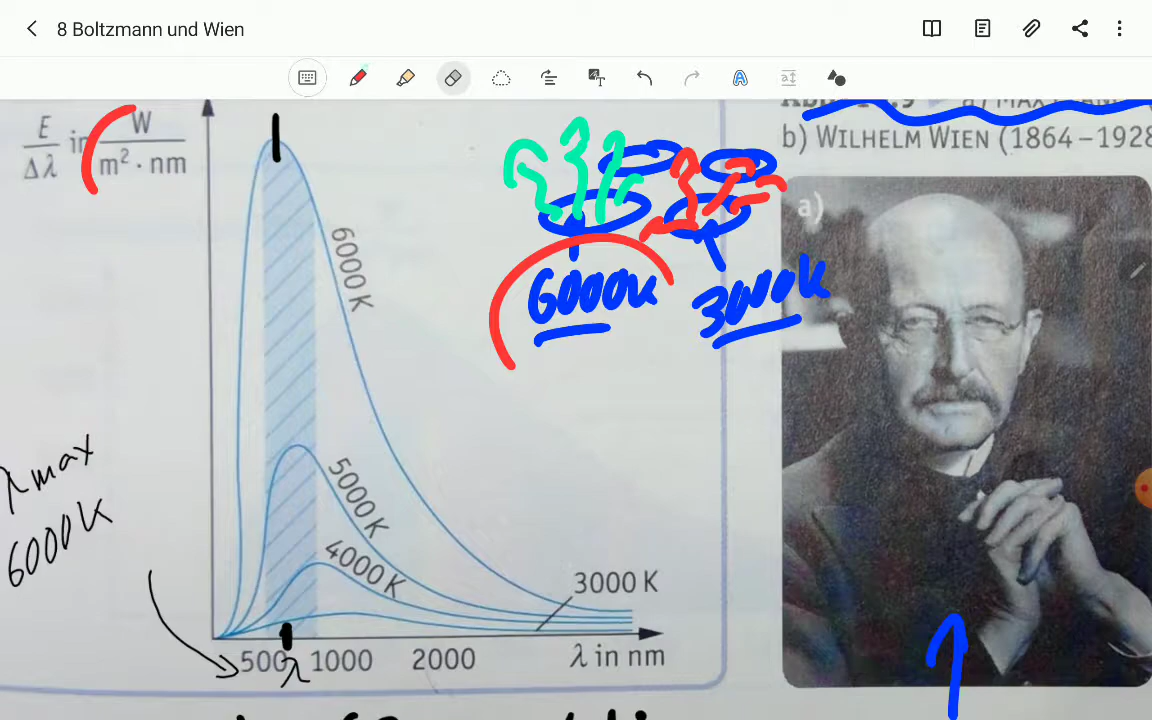 8 Boltzmann und Wien
E/Δλ in W/m² · nm
b) WILHELM WIEN (1864–1928
a)
6000 K
6000K
3000K
5000 K
λmax
6000K
4000 K
3000 K
500 λ 1000 2000 λ in nm